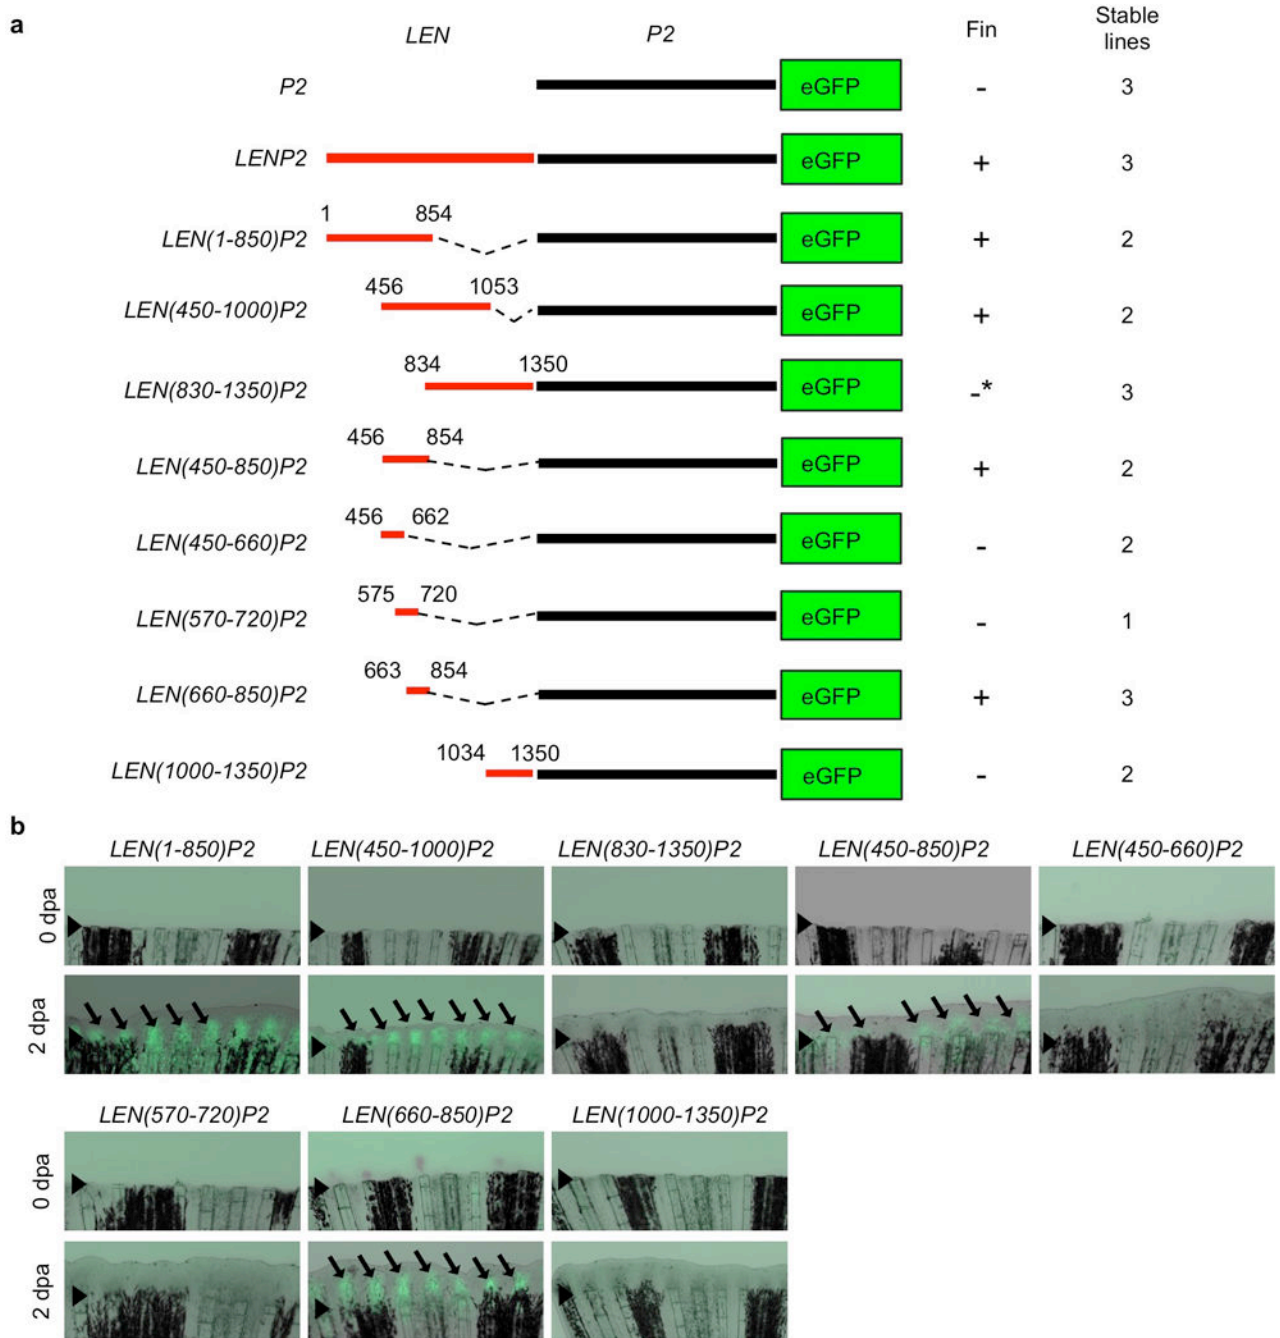 a
LEN P2 Fin Stable lines
P2 eGFP - 3
LENP2 eGFP + 3
1 854
LEN(1-850)P2 eGFP + 2
456 1053
LEN(450-1000)P2 eGFP + 2
834 1350
LEN(830-1350)P2 eGFP -* 3
456 854
LEN(450-850)P2 eGFP + 2
456 662
LEN(450-660)P2 eGFP - 2
575 720
LEN(570-720)P2 eGFP - 1
663 854
LEN(660-850)P2 eGFP + 3
1034 1350
LEN(1000-1350)P2 eGFP - 2
b
LEN(1-850)P2 LEN(450-1000)P2 LEN(830-1350)P2 LEN(450-850)P2 LEN(450-660)P2
0 dpa
2 dpa
LEN(570-720)P2 LEN(660-850)P2 LEN(1000-1350)P2
0 dpa
2 dpa